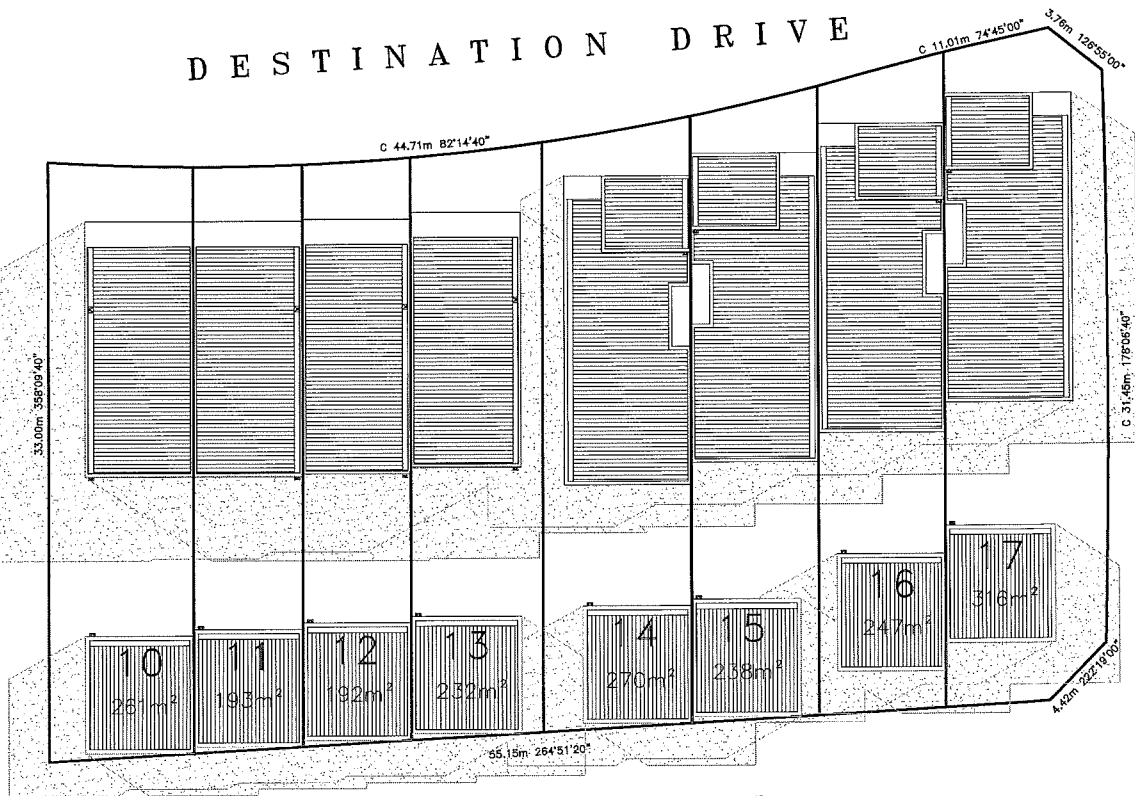 DESTINATION DRIVE
C 11.01m 74°45'00"
3.76m 126°55'00"
C 44.71m 82°14'40"
33.00m 358°09'40"
C 31.45m 178°06'40"
10
261m²
11
193m²
12
192m²
13
232m²
14
270m²
15
238m²
16
247m²
17
316m²
4.42m 222°19'00"
55.15m 264°51'20"